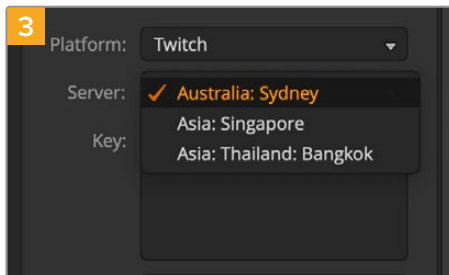 3
Platform: Twitch
Server: Australia: Sydney
Asia: Singapore
Key:
Asia: Thailand: Bangkok